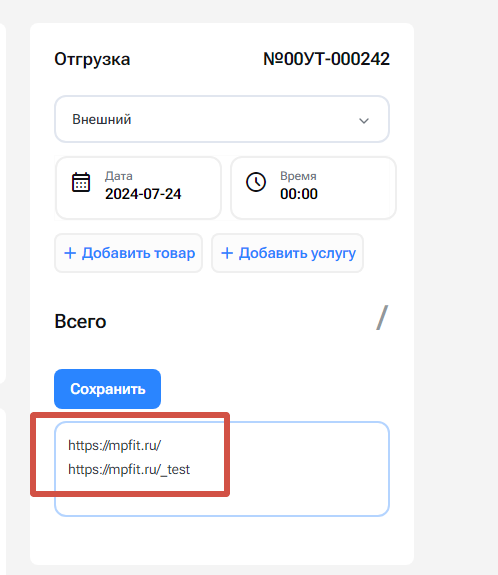 Отгрузка №00УТ-000242
Внешний
Дата
2024-07-24
Время
00:00
+ Добавить товар
+ Добавить услугу
Всего /
Сохранить
https://mpfit.ru/
https://mpfit.ru/_test